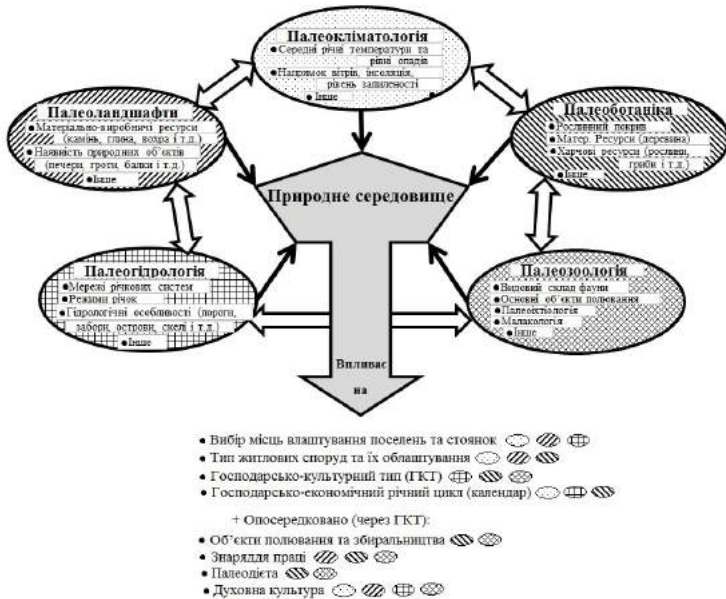 Палеокліматологія
● Середні річні температури та
рівні опадів
● Напрямок вітрів, інсоляція,
рівень запиленості
● Інше
Палеоландшафти
● Матеріально-виробничі ресурси
(камінь, глина, вохра і т.д.)
● Наявність природних об’єктів
(печери, гроти, балки і т.д.)
● Інше
Палеоботаніка
● Рослинний покрив
● Матер. Ресурси (деревина)
● Харчові ресурси (рослини,
гриби і т.д.)
● Інше
Природне середовище
Палеогідрологія
● Мережі річкових систем
● Режими річок
● Гідрологічні особливості (пороги,
забори, острови, скелі і т.д.)
● Інше
Палеозоологія
● Видовий склад фауни
● Основні об’єкти полювання
● Палеоіхтіологія
● Малакологія
● Інше
Впливає
на
● Вибір місць влаштування поселень та стоянок
● Тип житлових споруд та їх облаштування
● Господарсько-культурний тип (ГКТ)
● Господарсько-економічний річний цикл (календар)
+ Опосередковано (через ГКТ):
● Об’єкти полювання та збиральництва
● Знаряддя праці
● Палеодієта
● Духовна культура